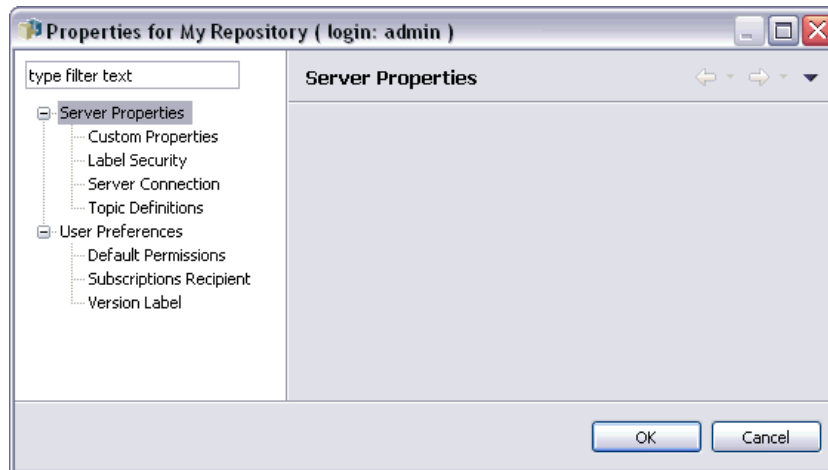 Properties for My Repository ( login: admin )
type filter text
Server Properties
Custom Properties
Label Security
Server Connection
Topic Definitions
User Preferences
Default Permissions
Subscriptions Recipient
Version Label
Server Properties
OK
Cancel